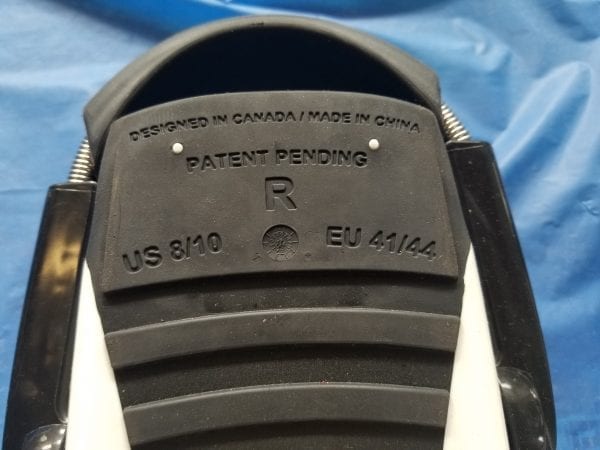 DESIGNED IN CANADA / MADE IN CHINA
PATENT PENDING
R
US 8/10 EU 41/44